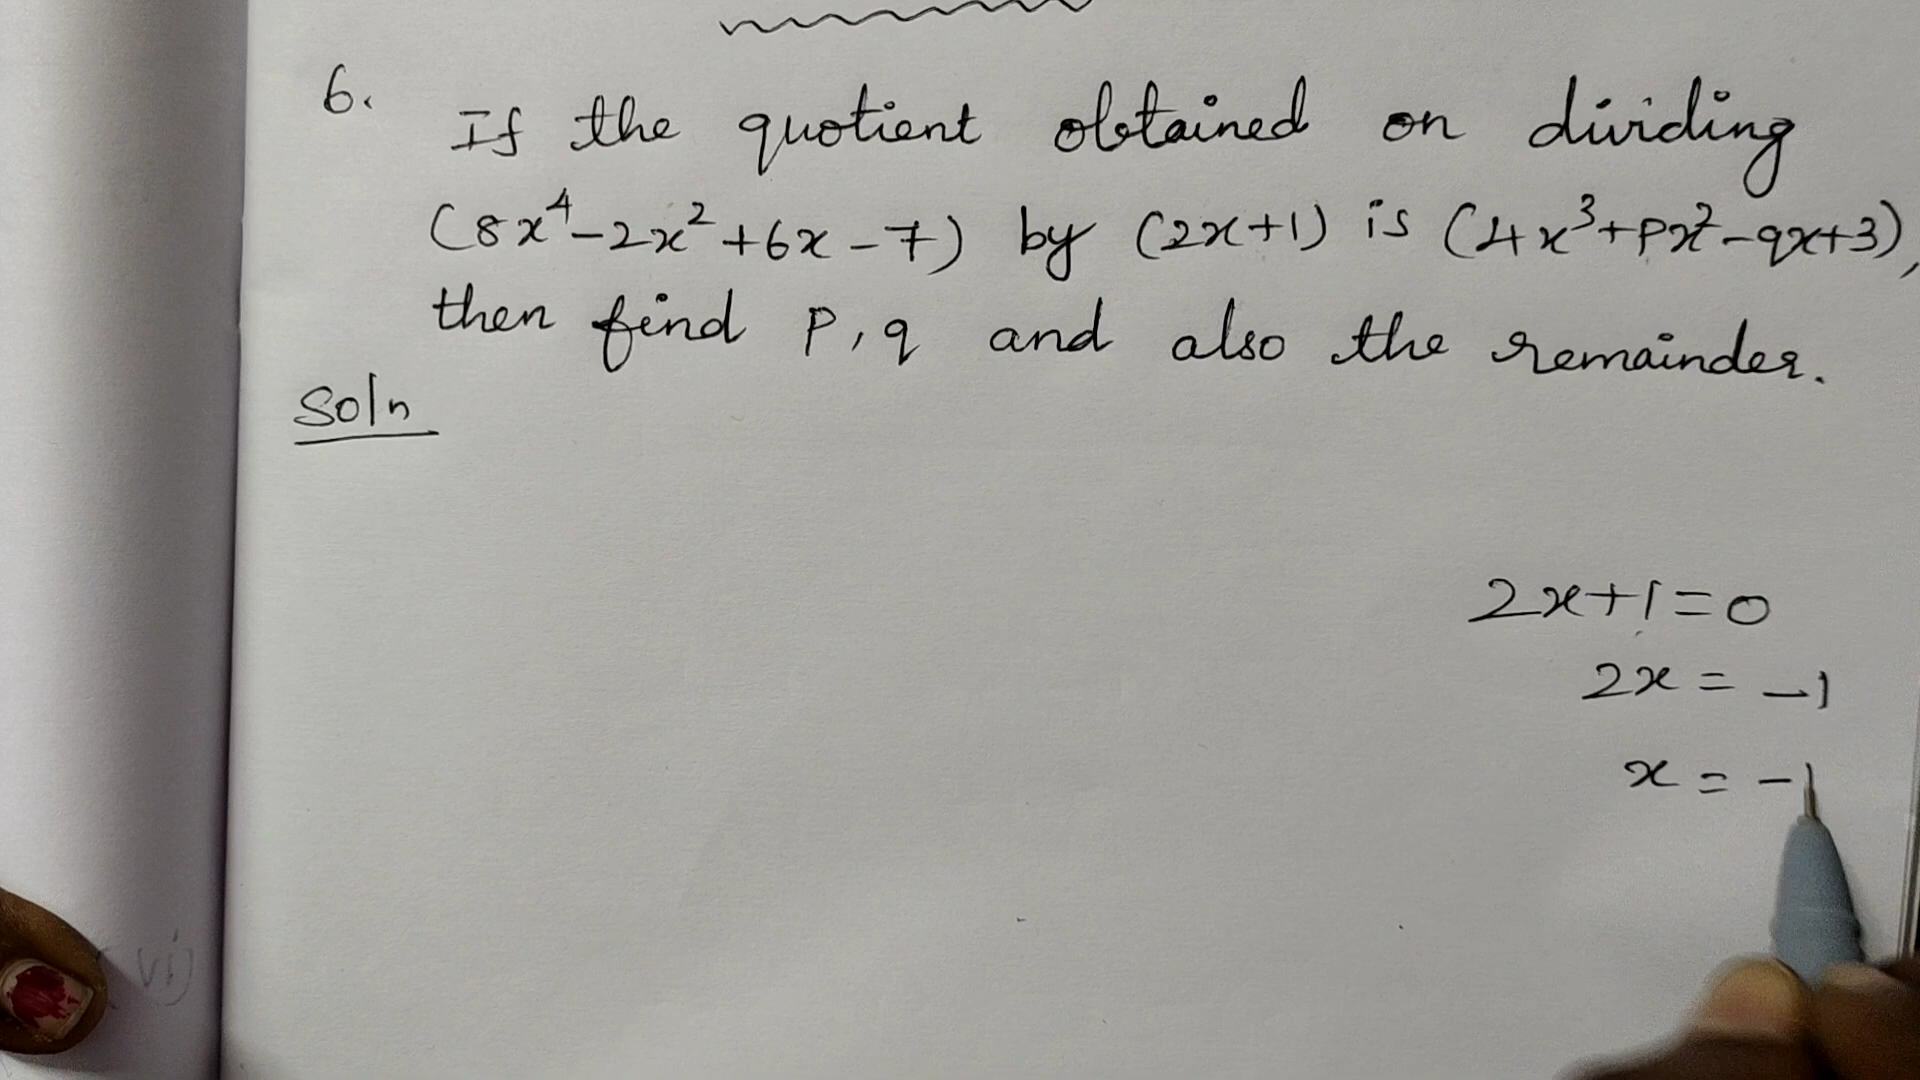 6. If the quotient obtained on dividing
(8x⁴-2x²+6x-7) by (2x+1) is (4x³+px²-qx+3),
then find p,q and also the remainder.
Soln
2x+1=0
2x = -1
x = -1
vi)